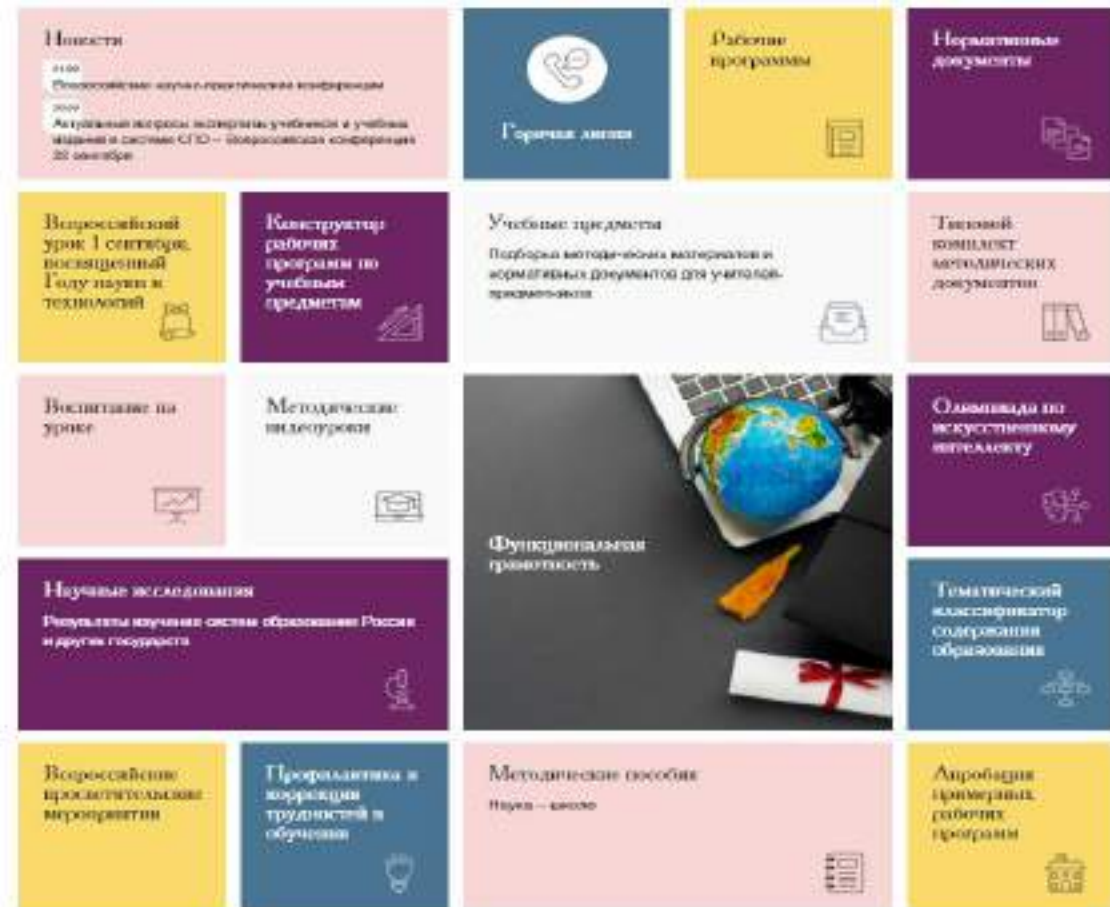 Новости
Всероссийские научно-практические конференции
Актуальные вопросы экспертизы учебников и учебных
изданий в системе СПО – Всероссийская конференция
Горячая линия
Рабочие
программы
Нормативные
документы
Всероссийский
урок 1 сентября,
посвященный
Году науки и
технологий
Конструктор
рабочих
программ по
учебным
предметам
Учебные предметы
Подборка методических материалов и
нормативных документов для учителей-
предметников
Типовой
комплект
методических
документов
Воспитание на
уроке
Методические
видеоуроки
Функциональная
грамотность
Олимпиада по
искусственному
интеллекту
Научные исследования
Результаты изучения систем образования России
и других государств
Тематический
классификатор
содержания
образования
Всероссийские
просветительские
мероприятия
Профилактика и
коррекция
трудностей в
обучении
Методические пособия
Наука – школе
Апробация
примерных
рабочих
программ